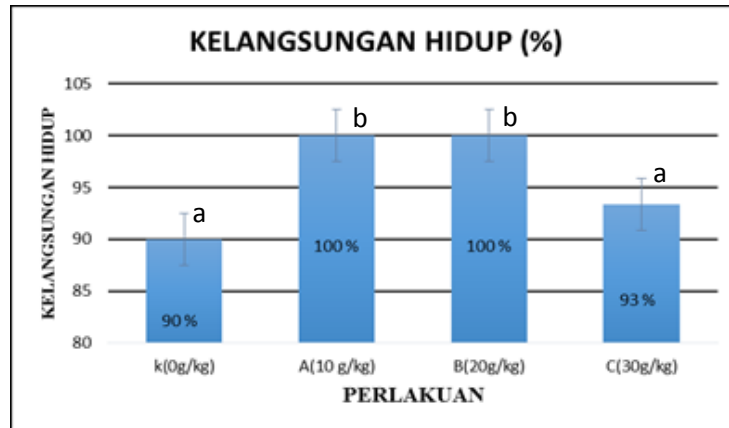 KELANGSUNGAN HIDUP (%)
KELANGSUNGAN HIDUP
105
100
95
90
85
80
a
b
b
a
90 %
100 %
100 %
93 %
k(0g/kg)
A(10 g/kg)
B(20g/kg)
C(30g/kg)
PERLAKUAN